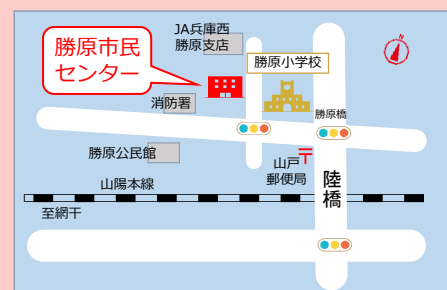 JA兵庫西
勝原支店
勝原市民
センター
勝原小学校
消防署
勝原橋
勝原公民館
山戸
郵便局
陸橋
山陽本線
至網干